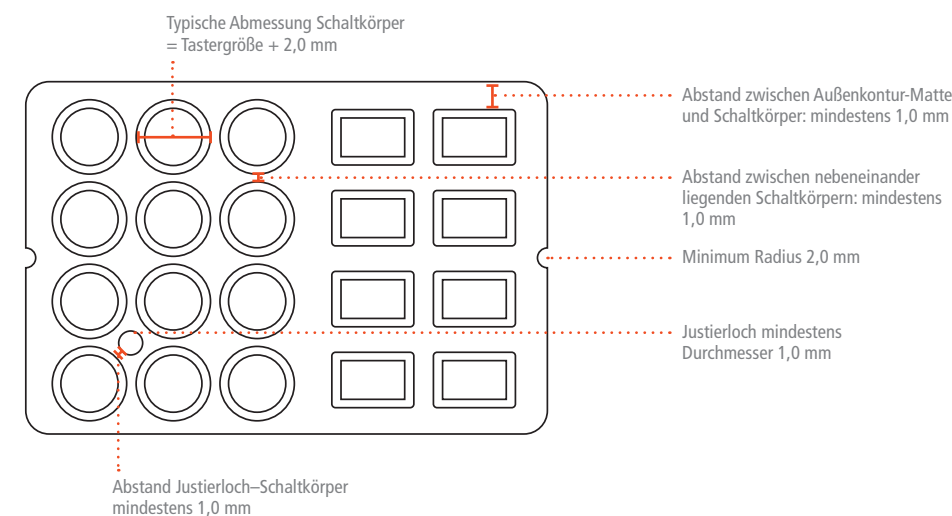 Typische Abmessung Schaltkörper
= Tastergröße + 2,0 mm
Abstand zwischen Außenkontur-Matte
und Schaltkörper: mindestens 1,0 mm
Abstand zwischen nebeneinander
liegenden Schaltkörpern: mindestens
1,0 mm
Minimum Radius 2,0 mm
Justierloch mindestens
Durchmesser 1,0 mm
Abstand Justierloch–Schaltkörper
mindestens 1,0 mm